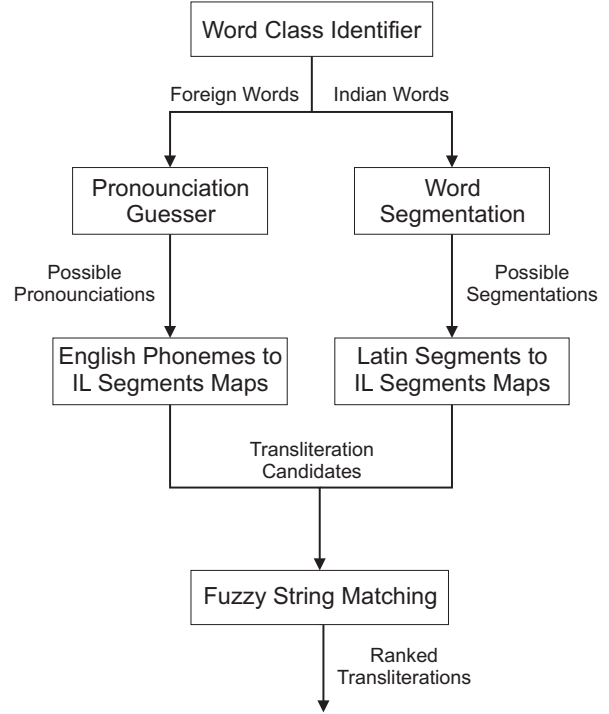 Word Class Identifier
Foreign Words
Indian Words
Pronounciation
Guesser
Word
Segmentation
Possible
Pronounciations
Possible
Segmentations
English Phonemes to
IL Segments Maps
Latin Segments to
IL Segments Maps
Transliteration
Candidates
Fuzzy String Matching
Ranked
Transliterations